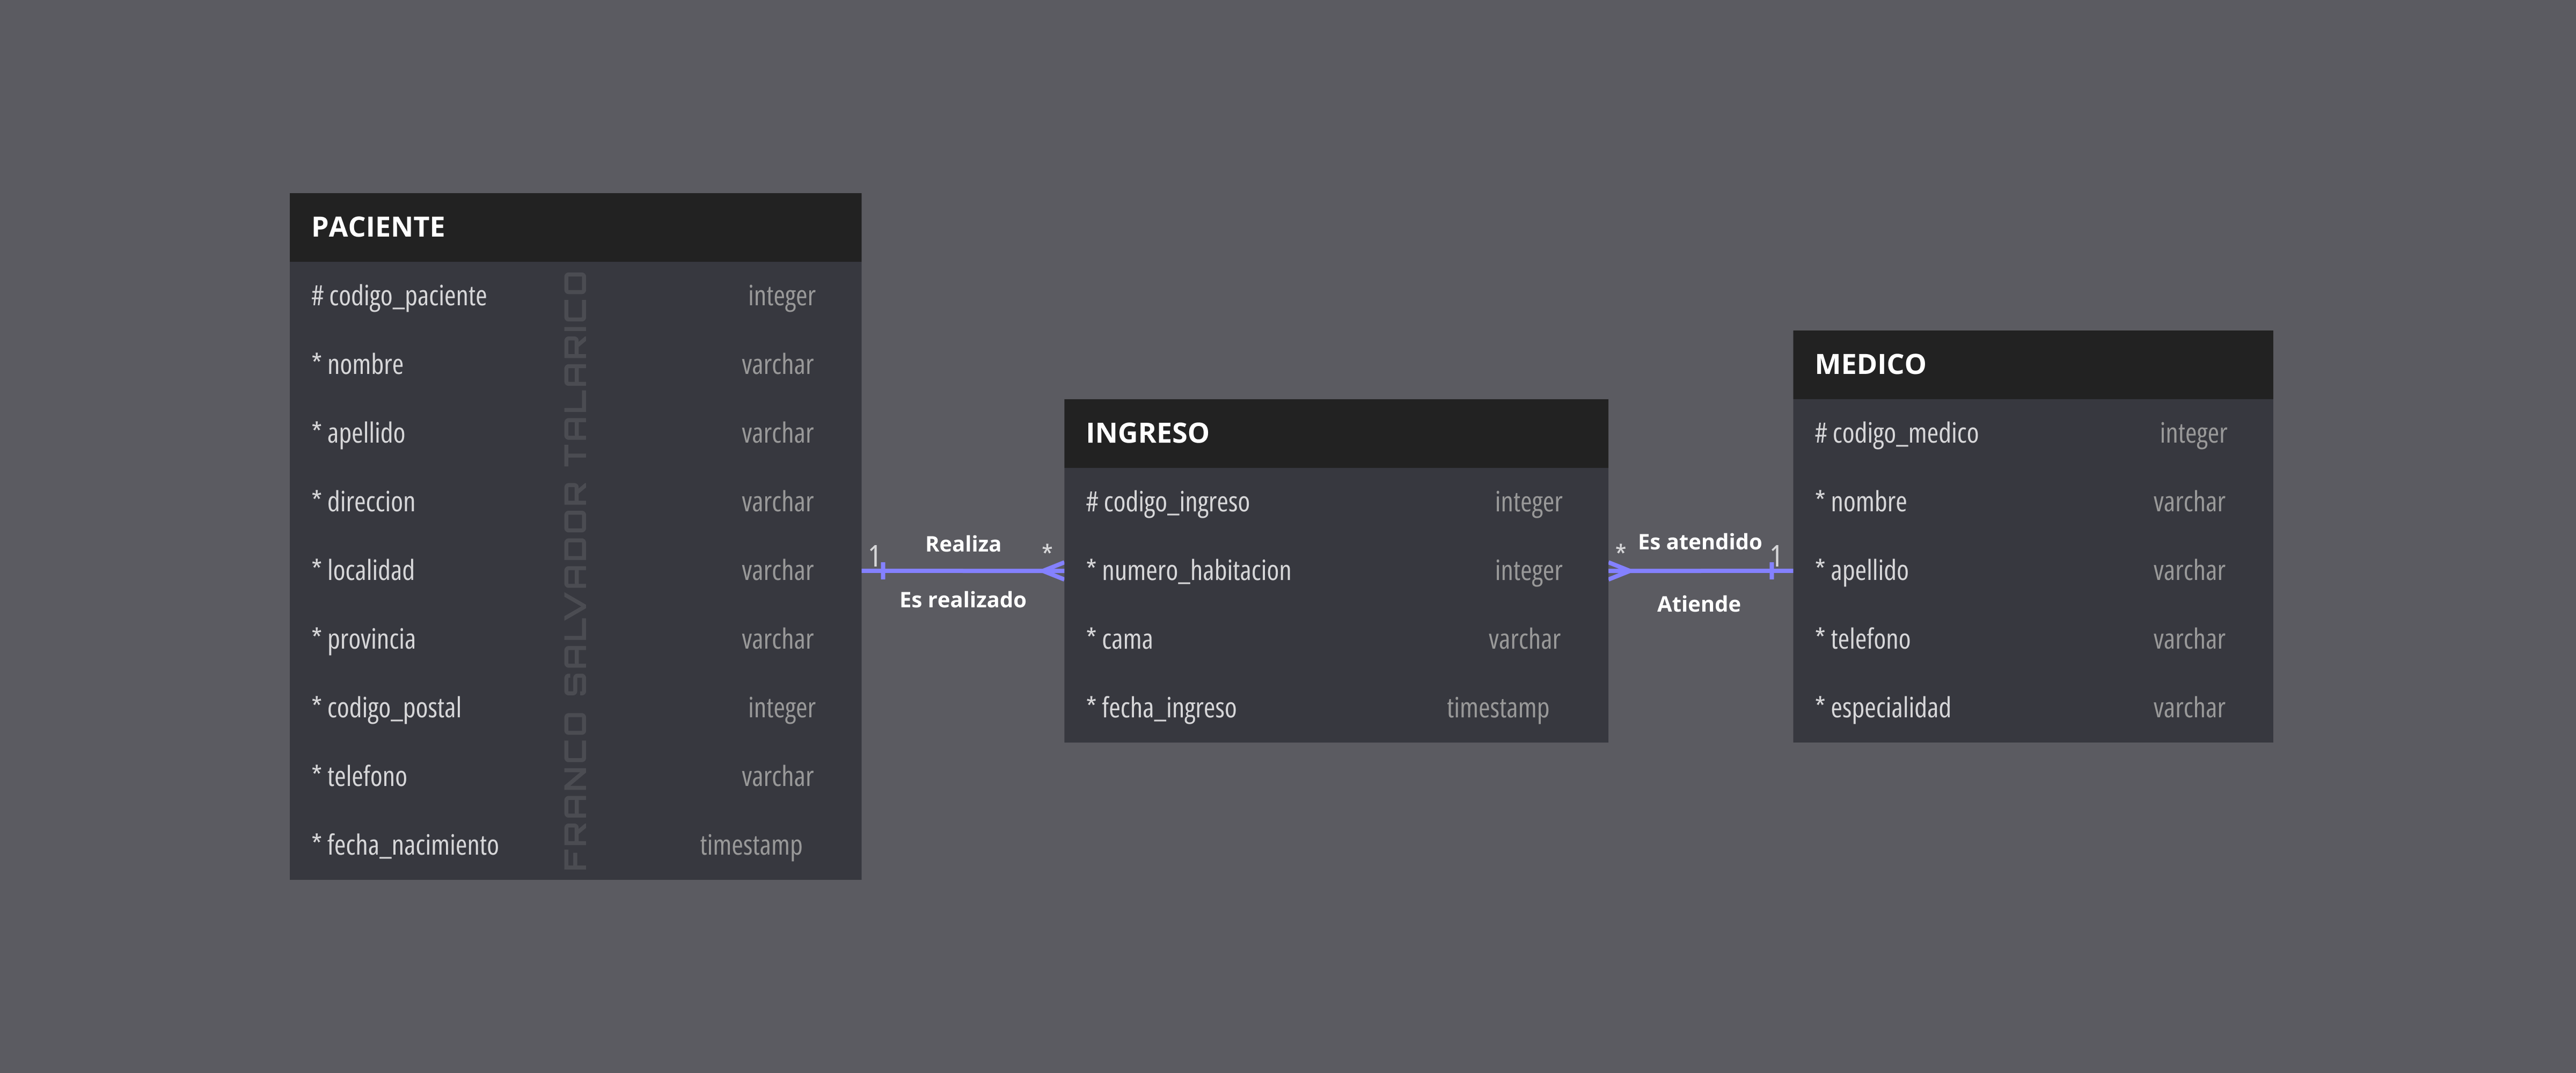 PACIENTE
# codigo_paciente integer
* nombre varchar
* apellido varchar
* direccion varchar
* localidad varchar
* provincia varchar
* codigo_postal integer
* telefono varchar
* fecha_nacimiento timestamp
FRANCO SALVADOR TALARICO
1 Realiza *
Es realizado
INGRESO
# codigo_ingreso integer
* numero_habitacion integer
* cama varchar
* fecha_ingreso timestamp
* Es atendido 1
Atiende
MEDICO
# codigo_medico integer
* nombre varchar
* apellido varchar
* telefono varchar
* especialidad varchar